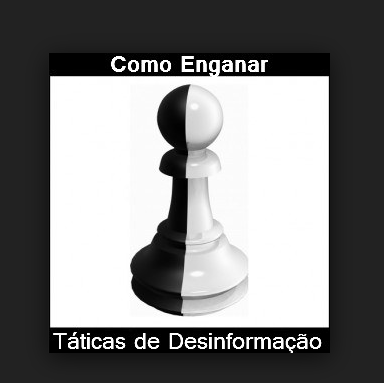 Como Enganar
Táticas de Desinformação